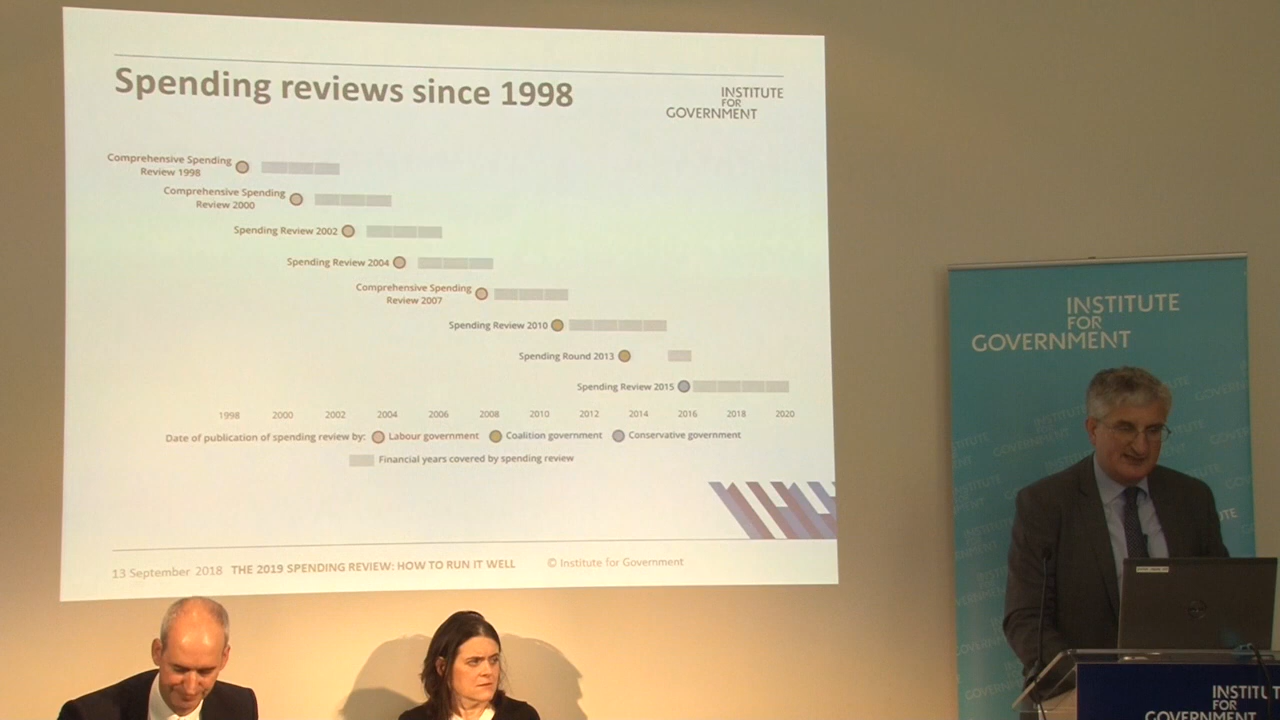 Spending reviews since 1998
INSTITUTE
FOR
GOVERNMENT
Comprehensive Spending
Review 1998
Comprehensive Spending
Review 2000
Spending Review 2002
Spending Review 2004
Comprehensive Spending
Review 2007
Spending Review 2010
Spending Round 2013
Spending Review 2015
1998 2000 2002 2004 2006 2008 2010 2012 2014 2016 2018 2020
Date of publication of spending review by: Labour government Coalition government Conservative government
Financial years covered by spending review
13 September 2018 THE 2019 SPENDING REVIEW: HOW TO RUN IT WELL © Institute for Government
INSTITUTE
FOR
GOVERNMENT
INSTITUT
FOR
GOVERNMENT